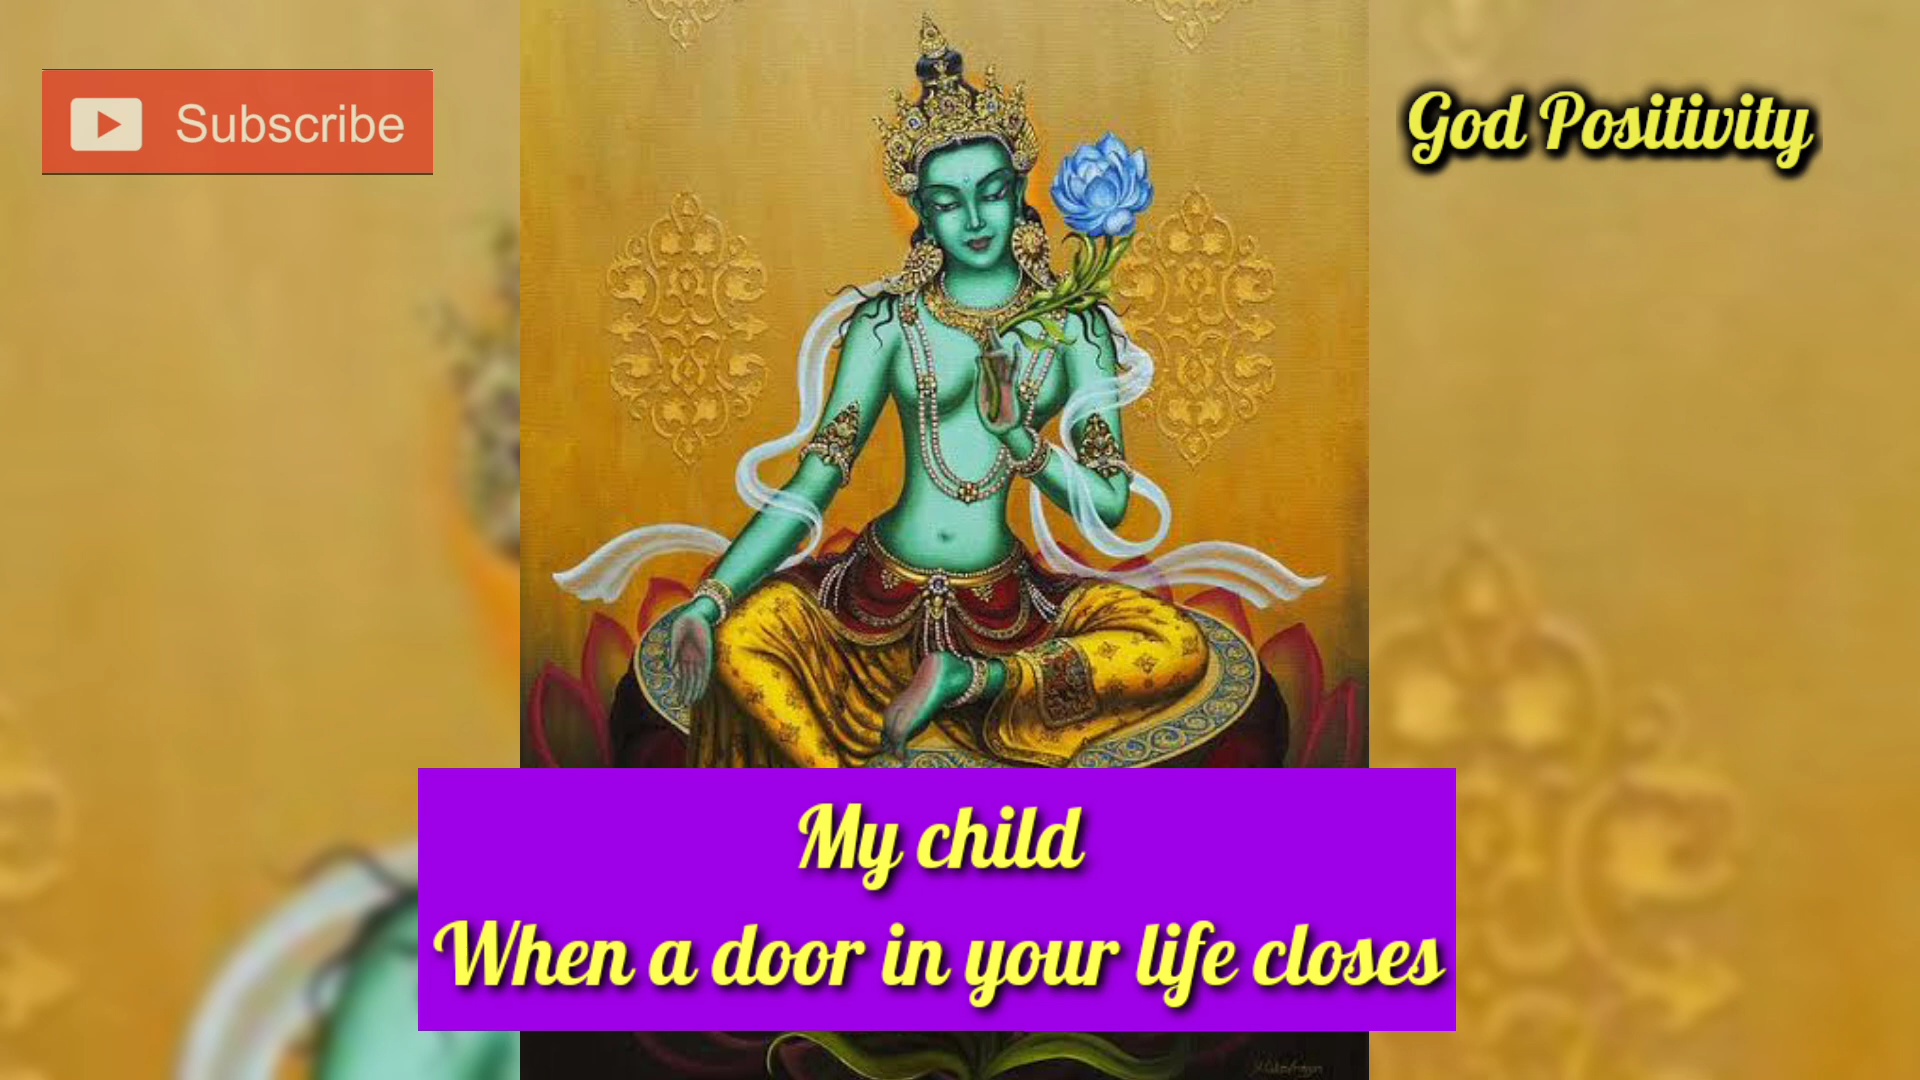 Subscribe
God Positivity
My child
When a door in your life closes